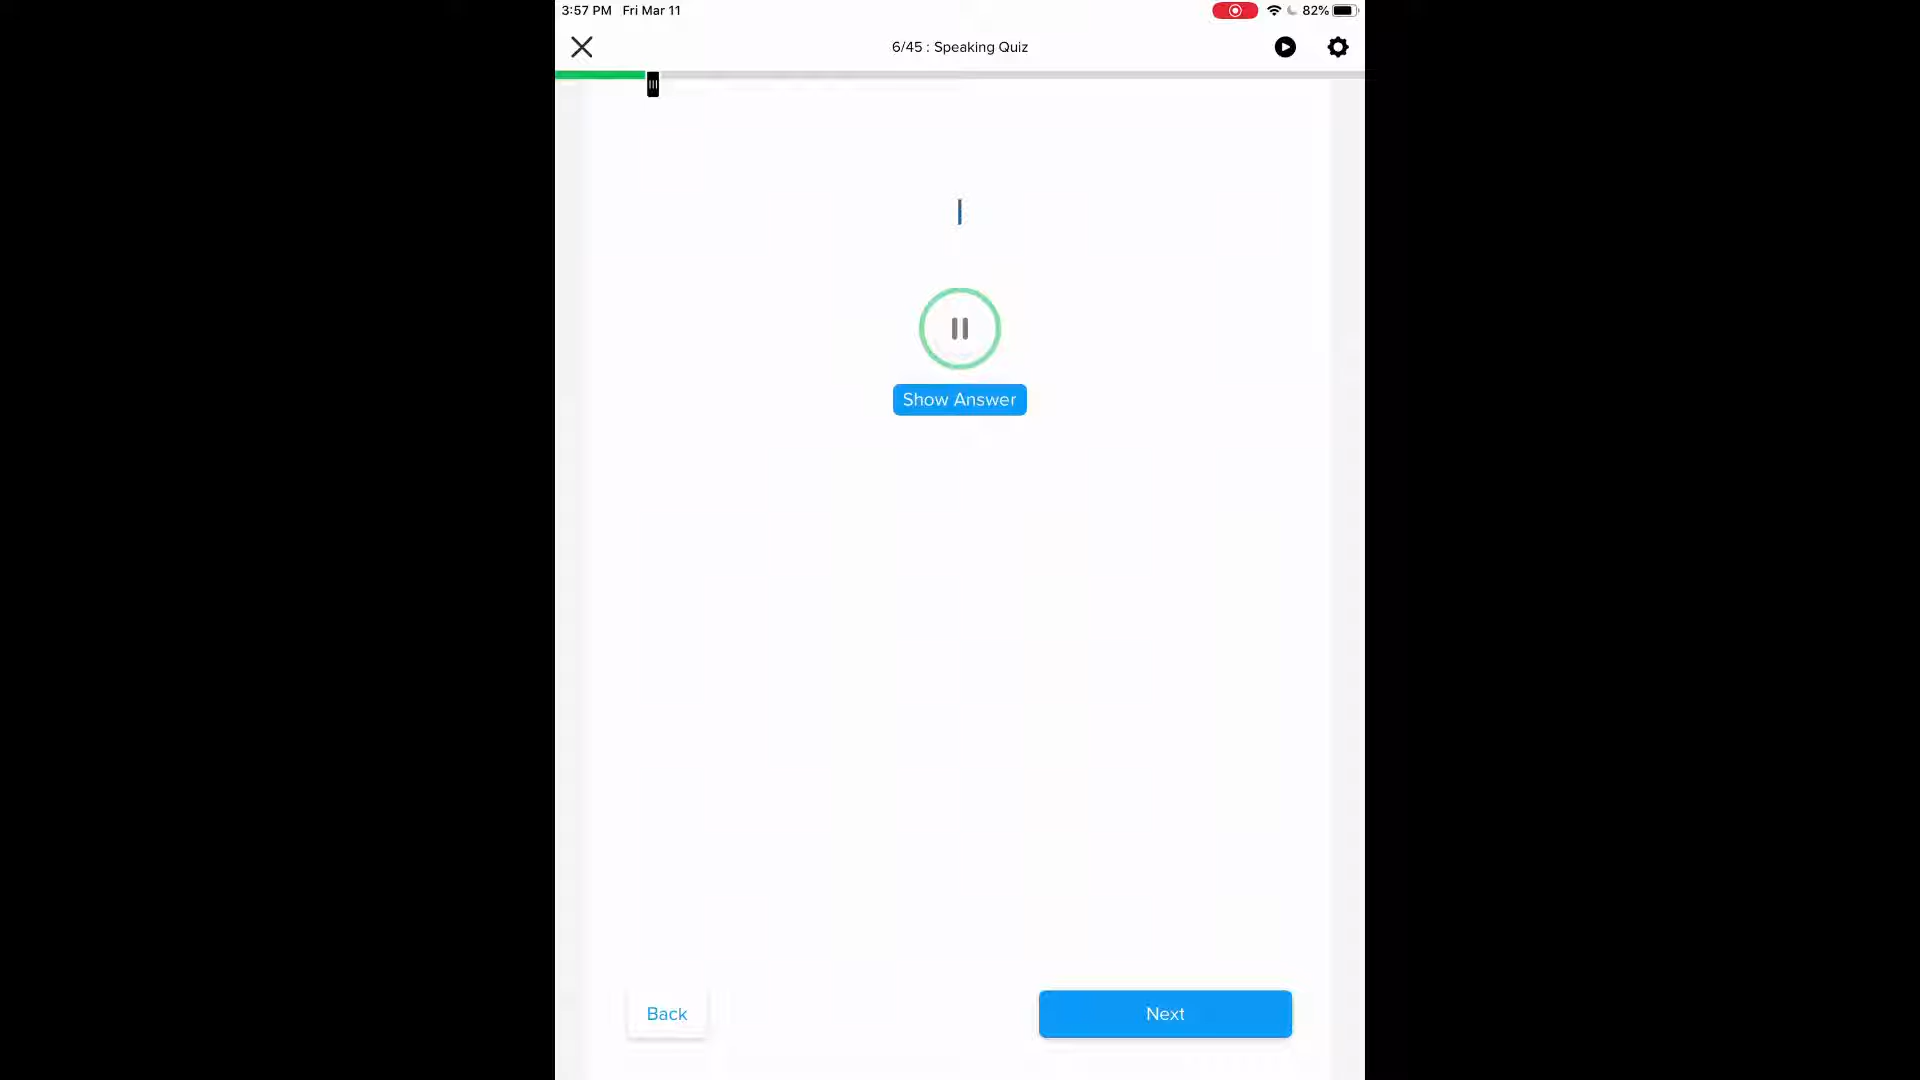 3:57 PM Fri Mar 11 82%
6/45 : Speaking Quiz
Show Answer
Back Next